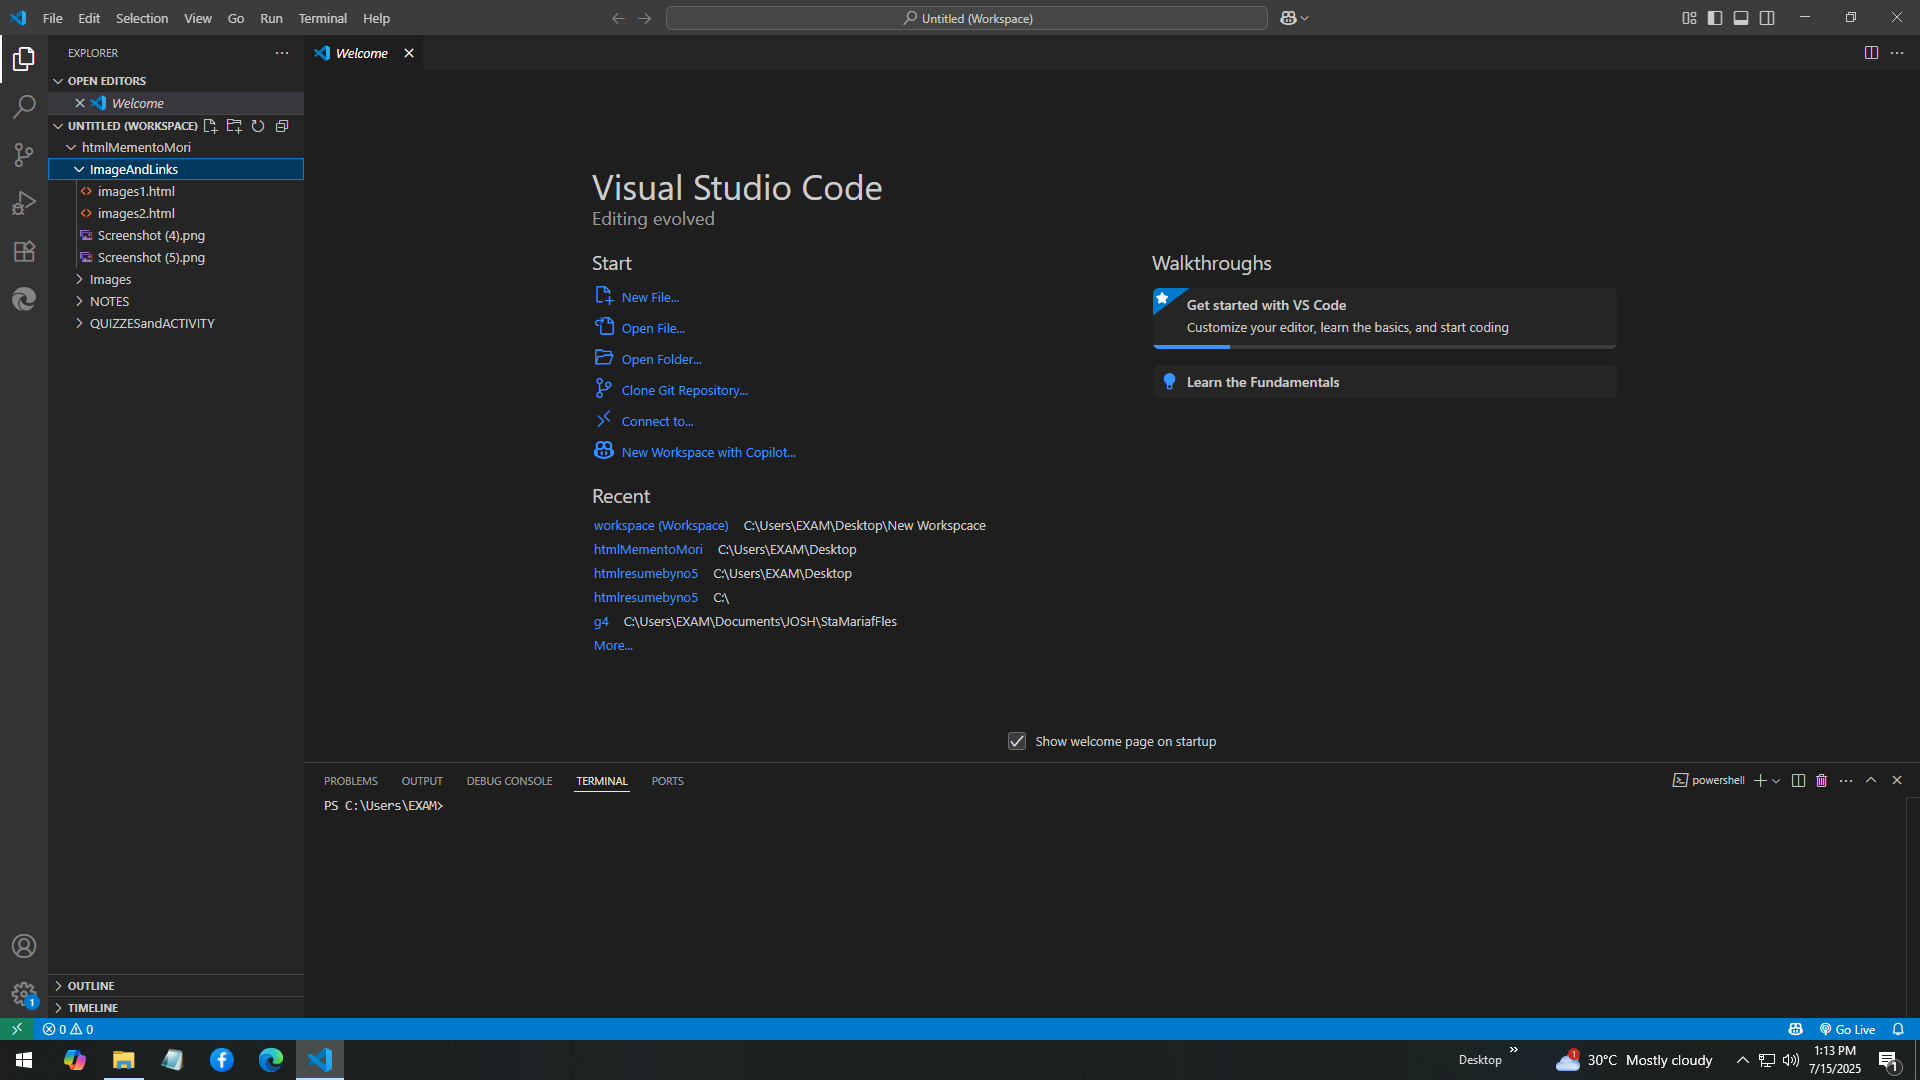 File Edit Selection View Go Run Terminal Help
Untitled (Workspace)
EXPLORER
Welcome
OPEN EDITORS
Welcome
UNTITLED (WORKSPACE)
htmlMementoMori
ImageAndLinks
images1.html
images2.html
Screenshot (4).png
Screenshot (5).png
Images
NOTES
QUIZZESandACTIVITY
OUTLINE
TIMELINE
Visual Studio Code
Editing evolved
Start
New File...
Open File...
Open Folder...
Clone Git Repository...
Connect to...
New Workspace with Copilot...
Recent
workspace (Workspace) C:\Users\EXAM\Desktop\New Workspcace
htmlMementoMori C:\Users\EXAM\Desktop
htmlresumebyno5 C:\Users\EXAM\Desktop
htmlresumebyno5 C:\
g4 C:\Users\EXAM\Documents\JOSH\StaMariafFles
More...
Walkthroughs
Get started with VS Code
Customize your editor, learn the basics, and start coding
Learn the Fundamentals
Show welcome page on startup
PROBLEMS OUTPUT DEBUG CONSOLE TERMINAL PORTS
powershell
PS C:\Users\EXAM>
1
0 0
Go Live
Desktop
1
30°C Mostly cloudy
1:13 PM
7/15/2025
1